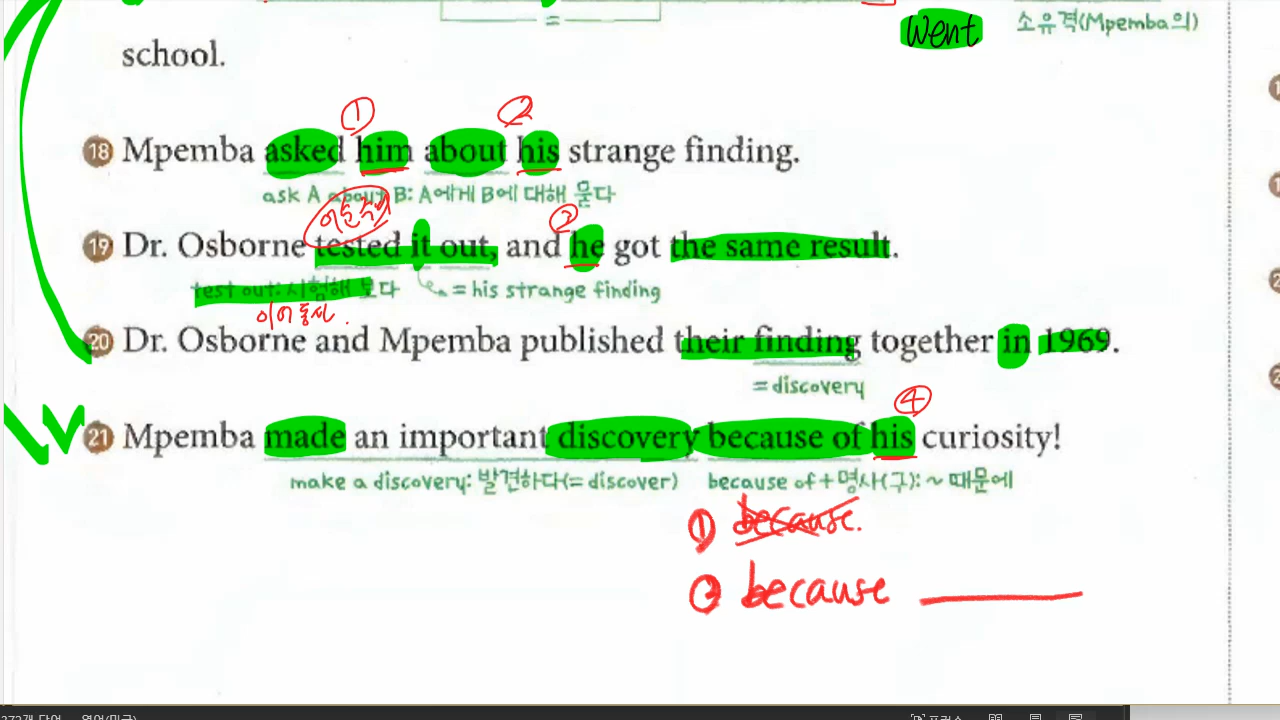 =
went
소유격(Mpemba의)
school.
① ②
18 Mpemba asked him about his strange finding.
ask A about B: A에게 B에 대해 묻다
③
19 Dr. Osborne tested it out, and he got the same result.
test out: 시험해 보다 = his strange finding
이어동사.
20 Dr. Osborne and Mpemba published their finding together in 1969.
= discovery
④
21 Mpemba made an important discovery because of his curiosity!
make a discovery: 발견하다(= discover) because of + 명사(구): ~ 때문에
① because.
② because